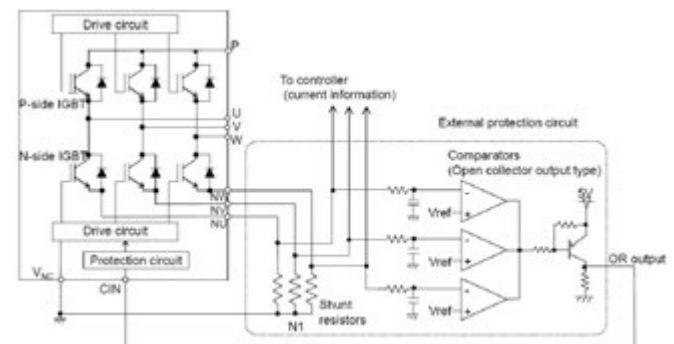 Drive circuit
P
To controller
(current information)
P-side IGBT
External protection circuit
U
V
W
N-side IGBT
Comparators
(Open collector output type)
NW
NV
NU
5V
Vref
Drive circuit
Vref
OR output
Protection circuit
VNC
CIN
Shunt
resistors
Vref
N1